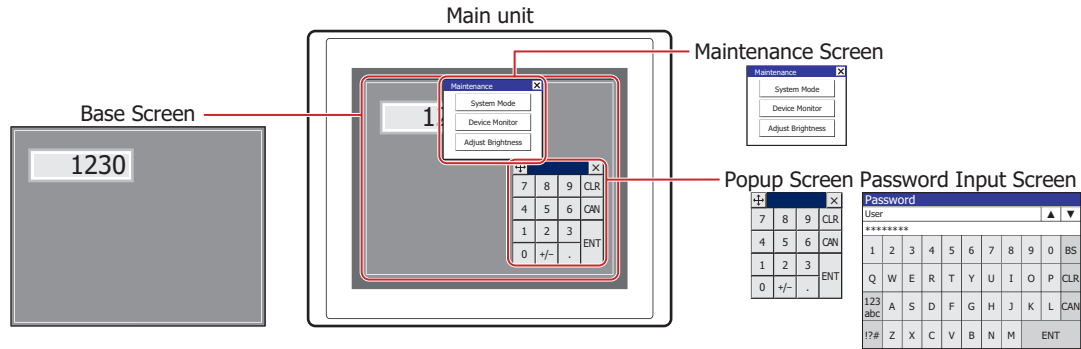 Main unit
Maintenance Screen
Maintenance X
System Mode
Device Monitor
Adjust Brightness
Base Screen
1230
12
Maintenance X
System Mode
Device Monitor
Adjust Brightness
×
7 8 9 CLR
4 5 6 CAN
1 2 3
ENT
0 +/− .
Popup Screen
×
7 8 9 CLR
4 5 6 CAN
1 2 3
ENT
0 +/− .
Password Input Screen
Password
User ▲ ▼
********
1 2 3 4 5 6 7 8 9 0 BS
Q W E R T Y U I O P CLR
123 abc A S D F G H J K L CAN
!?# Z X C V B N M ENT